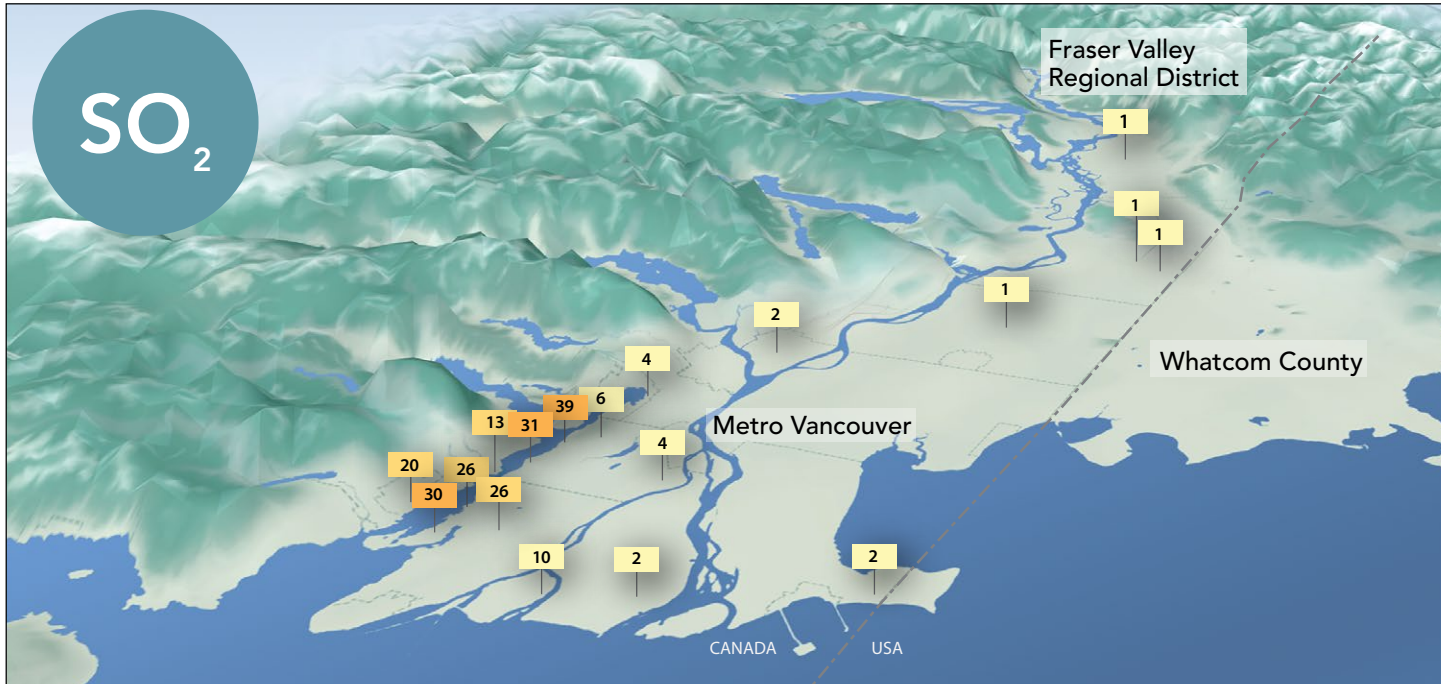 SO₂
Fraser Valley
Regional District
1
1
1
1
2
Whatcom County
4
39
6
13
31
Metro Vancouver
4
20
26
30
26
10
2
2
CANADA
USA